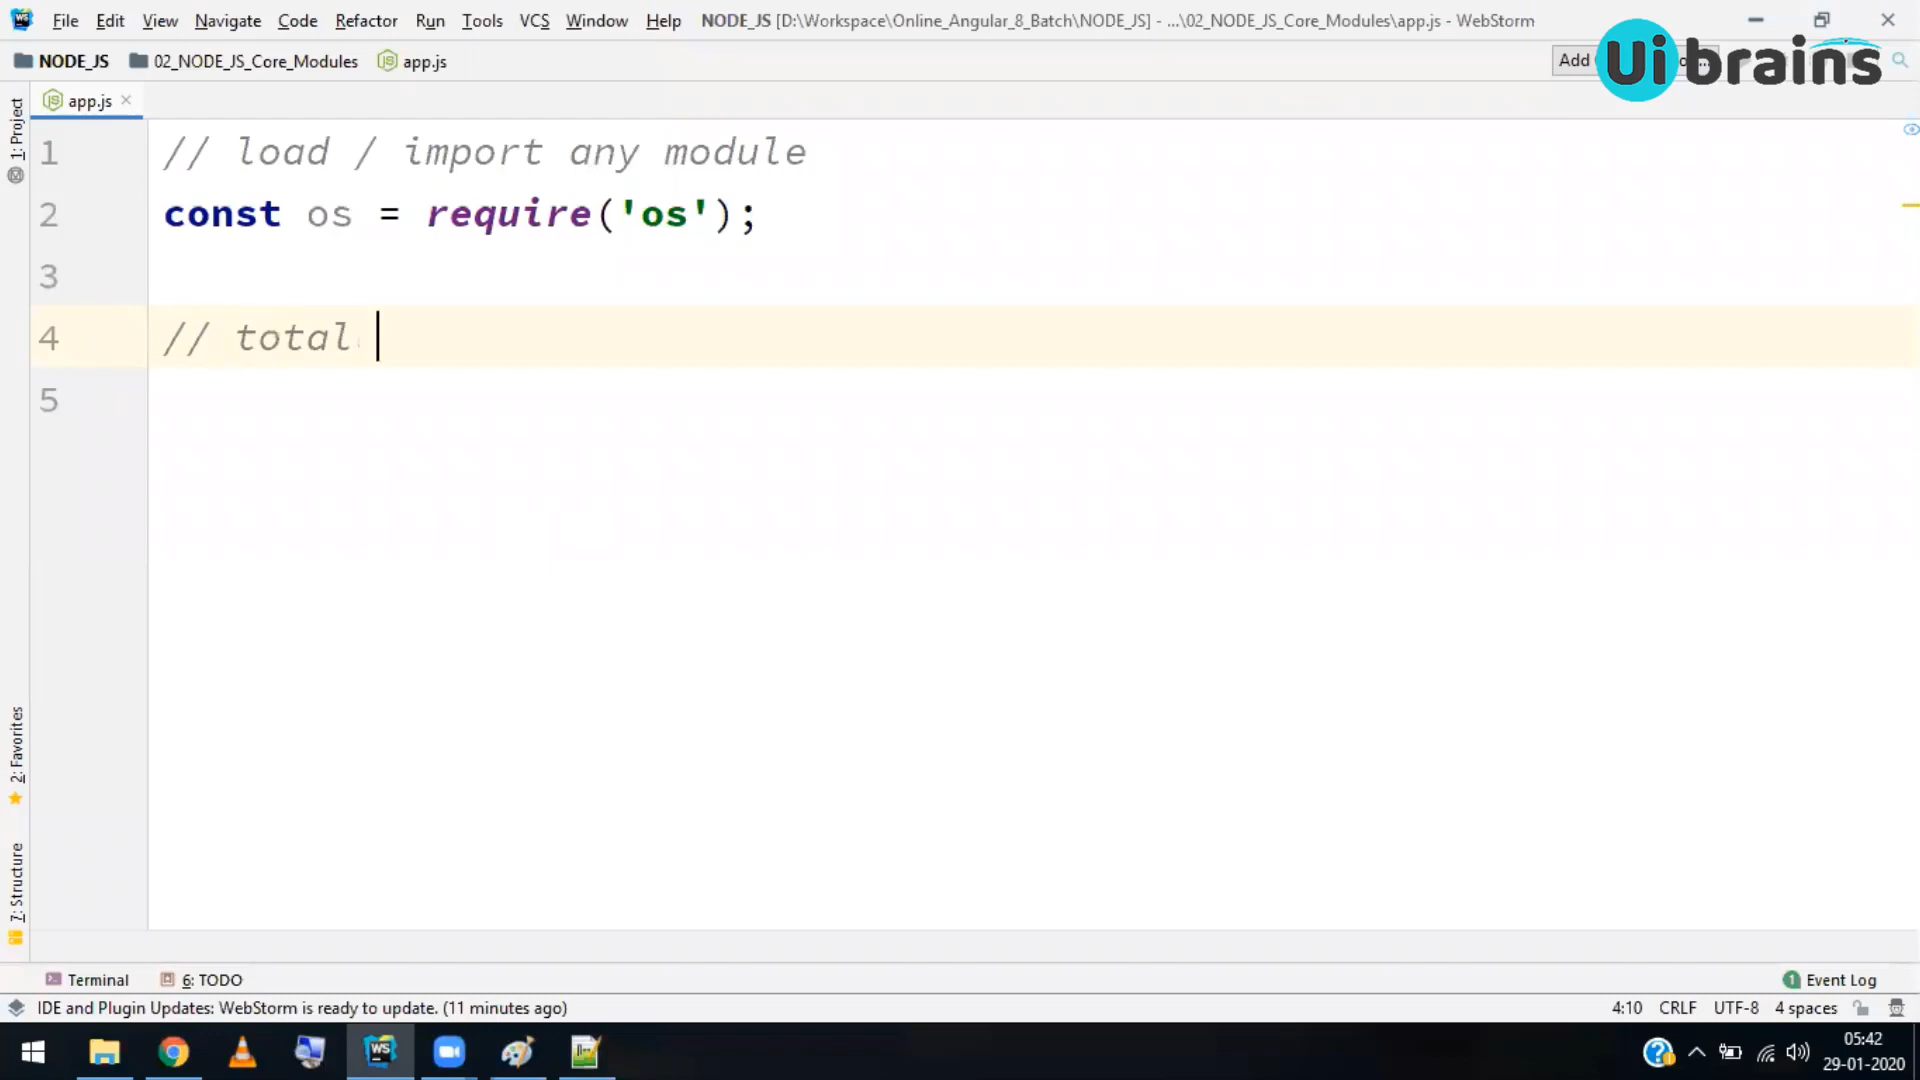 File Edit View Navigate Code Refactor Run Tools VCS Window Help NODE_JS [D:\Workspace\Online_Angular_8_Batch\NODE_JS] - ...\02_NODE_JS_Core_Modules\app.js - WebStorm
NODE_JS 02_NODE_JS_Core_Modules app.js Add
Uibrains
app.js
1: Project
1 // load / import any module
2 const os = require('os');
3
4 // total
5
2: Favorites
7: Structure
Terminal 6: TODO 1 Event Log
IDE and Plugin Updates: WebStorm is ready to update. (11 minutes ago) 4:10 CRLF UTF-8 4 spaces
WS
05:42
29-01-2020